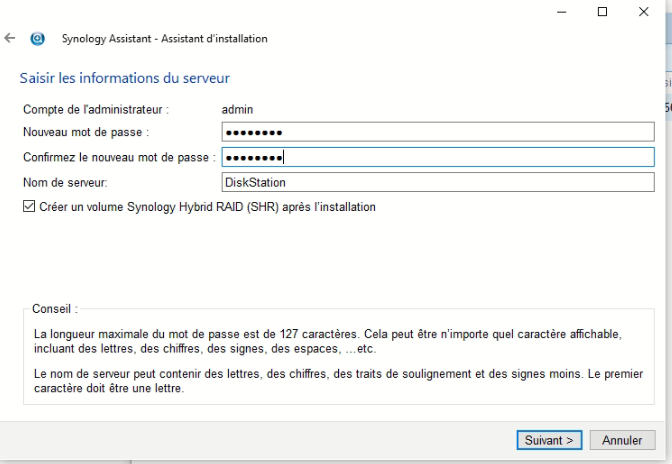 Synology Assistant - Assistant d'installation
Saisir les informations du serveur
Compte de l'administrateur : admin
Nouveau mot de passe : ●●●●●●●●
Confirmez le nouveau mot de passe : ●●●●●●●●
Nom de serveur: DiskStation
Créer un volume Synology Hybrid RAID (SHR) après l'installation
Conseil :
La longueur maximale du mot de passe est de 127 caractères. Cela peut être n'importe quel caractère affichable,
incluant des lettres, des chiffres, des signes, des espaces, …etc.
Le nom de serveur peut contenir des lettres, des chiffres, des traits de soulignement et des signes moins. Le premier
caractère doit être une lettre.
Suivant > Annuler